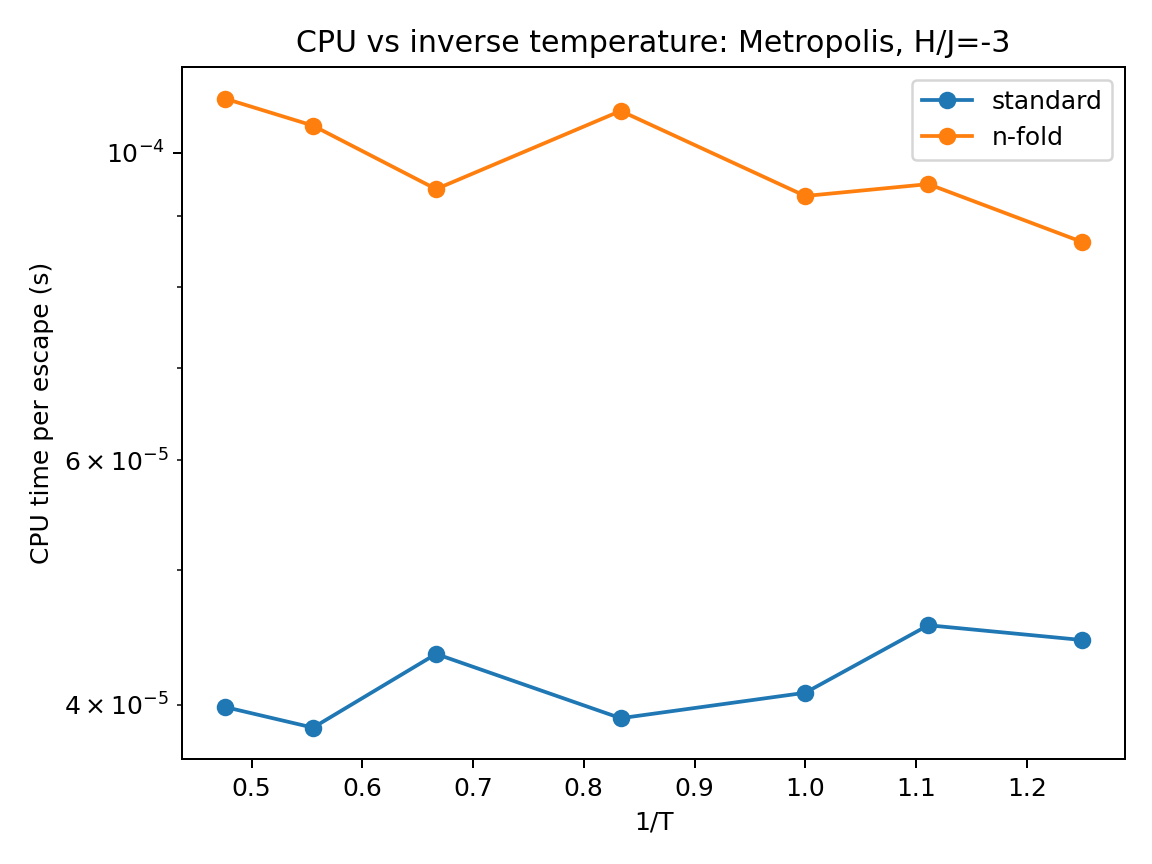 CPU vs inverse temperature: Metropolis, H/J=-3
standard
n-fold
CPU time per escape (s)
10⁻⁴
6 × 10⁻⁵
4 × 10⁻⁵
0.5 0.6 0.7 0.8 0.9 1.0 1.1 1.2
1/T